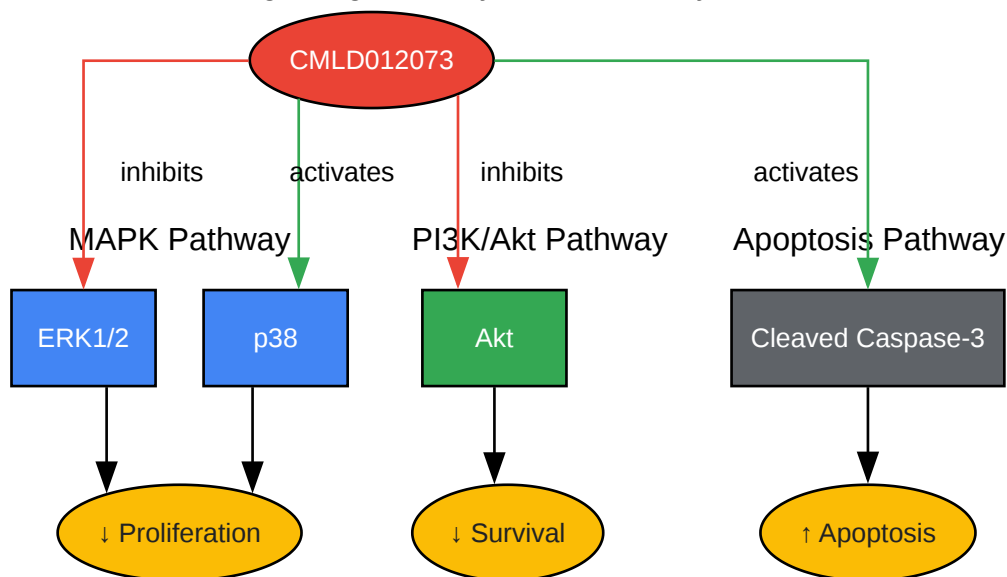 CMLD012073
inhibits
activates
inhibits
activates
MAPK Pathway
PI3K/Akt Pathway
Apoptosis Pathway
ERK1/2
p38
Akt
Cleaved Caspase-3
↓ Proliferation
↓ Survival
↑ Apoptosis